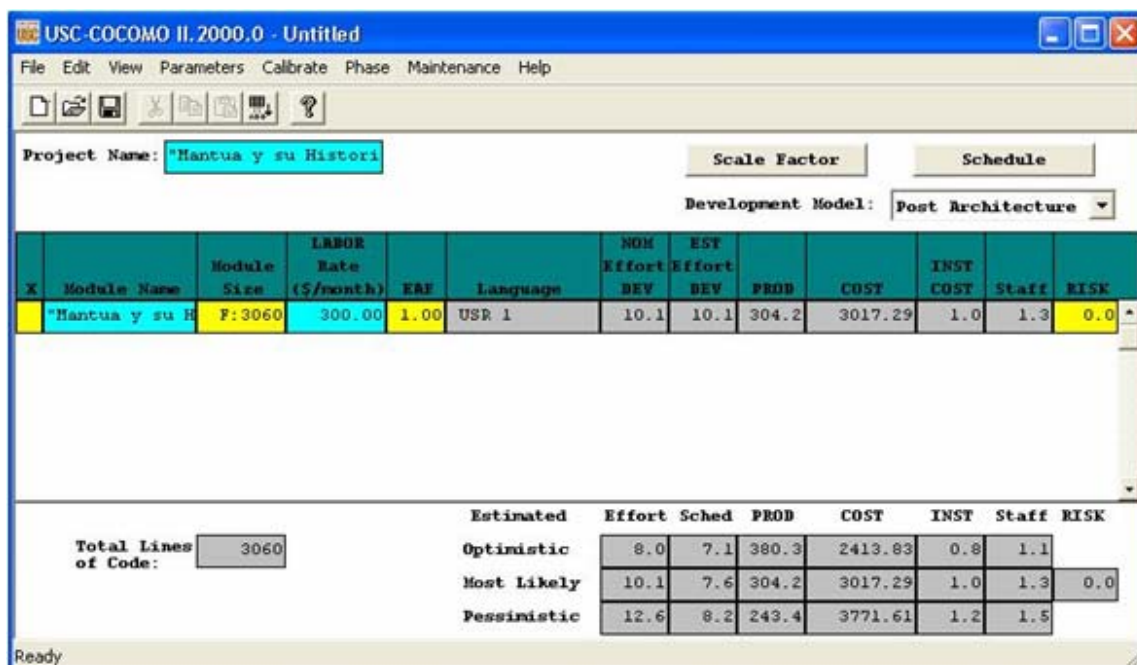 USC-COCOMO II.2000.0 - Untitled
File Edit View Parameters Calibrate Phase Maintenance Help
Project Name: "Mantua y su Histori
Scale Factor
Schedule
Development Model: Post Architecture
X Module Name Module Size LABOR Rate ($/month) EAF Language NOM Effort DEV EST Effort DEV PROD COST INST COST Staff RISK
"Mantua y su H F:3060 300.00 1.00 USR 1 10.1 10.1 304.2 3017.29 1.0 1.3 0.0
Estimated Effort Sched PROD COST INST Staff RISK
Total Lines of Code: 3060
Optimistic 8.0 7.1 380.3 2413.83 0.8 1.1
Most Likely 10.1 7.6 304.2 3017.29 1.0 1.3 0.0
Pessimistic 12.6 8.2 243.4 3771.61 1.2 1.5
Ready